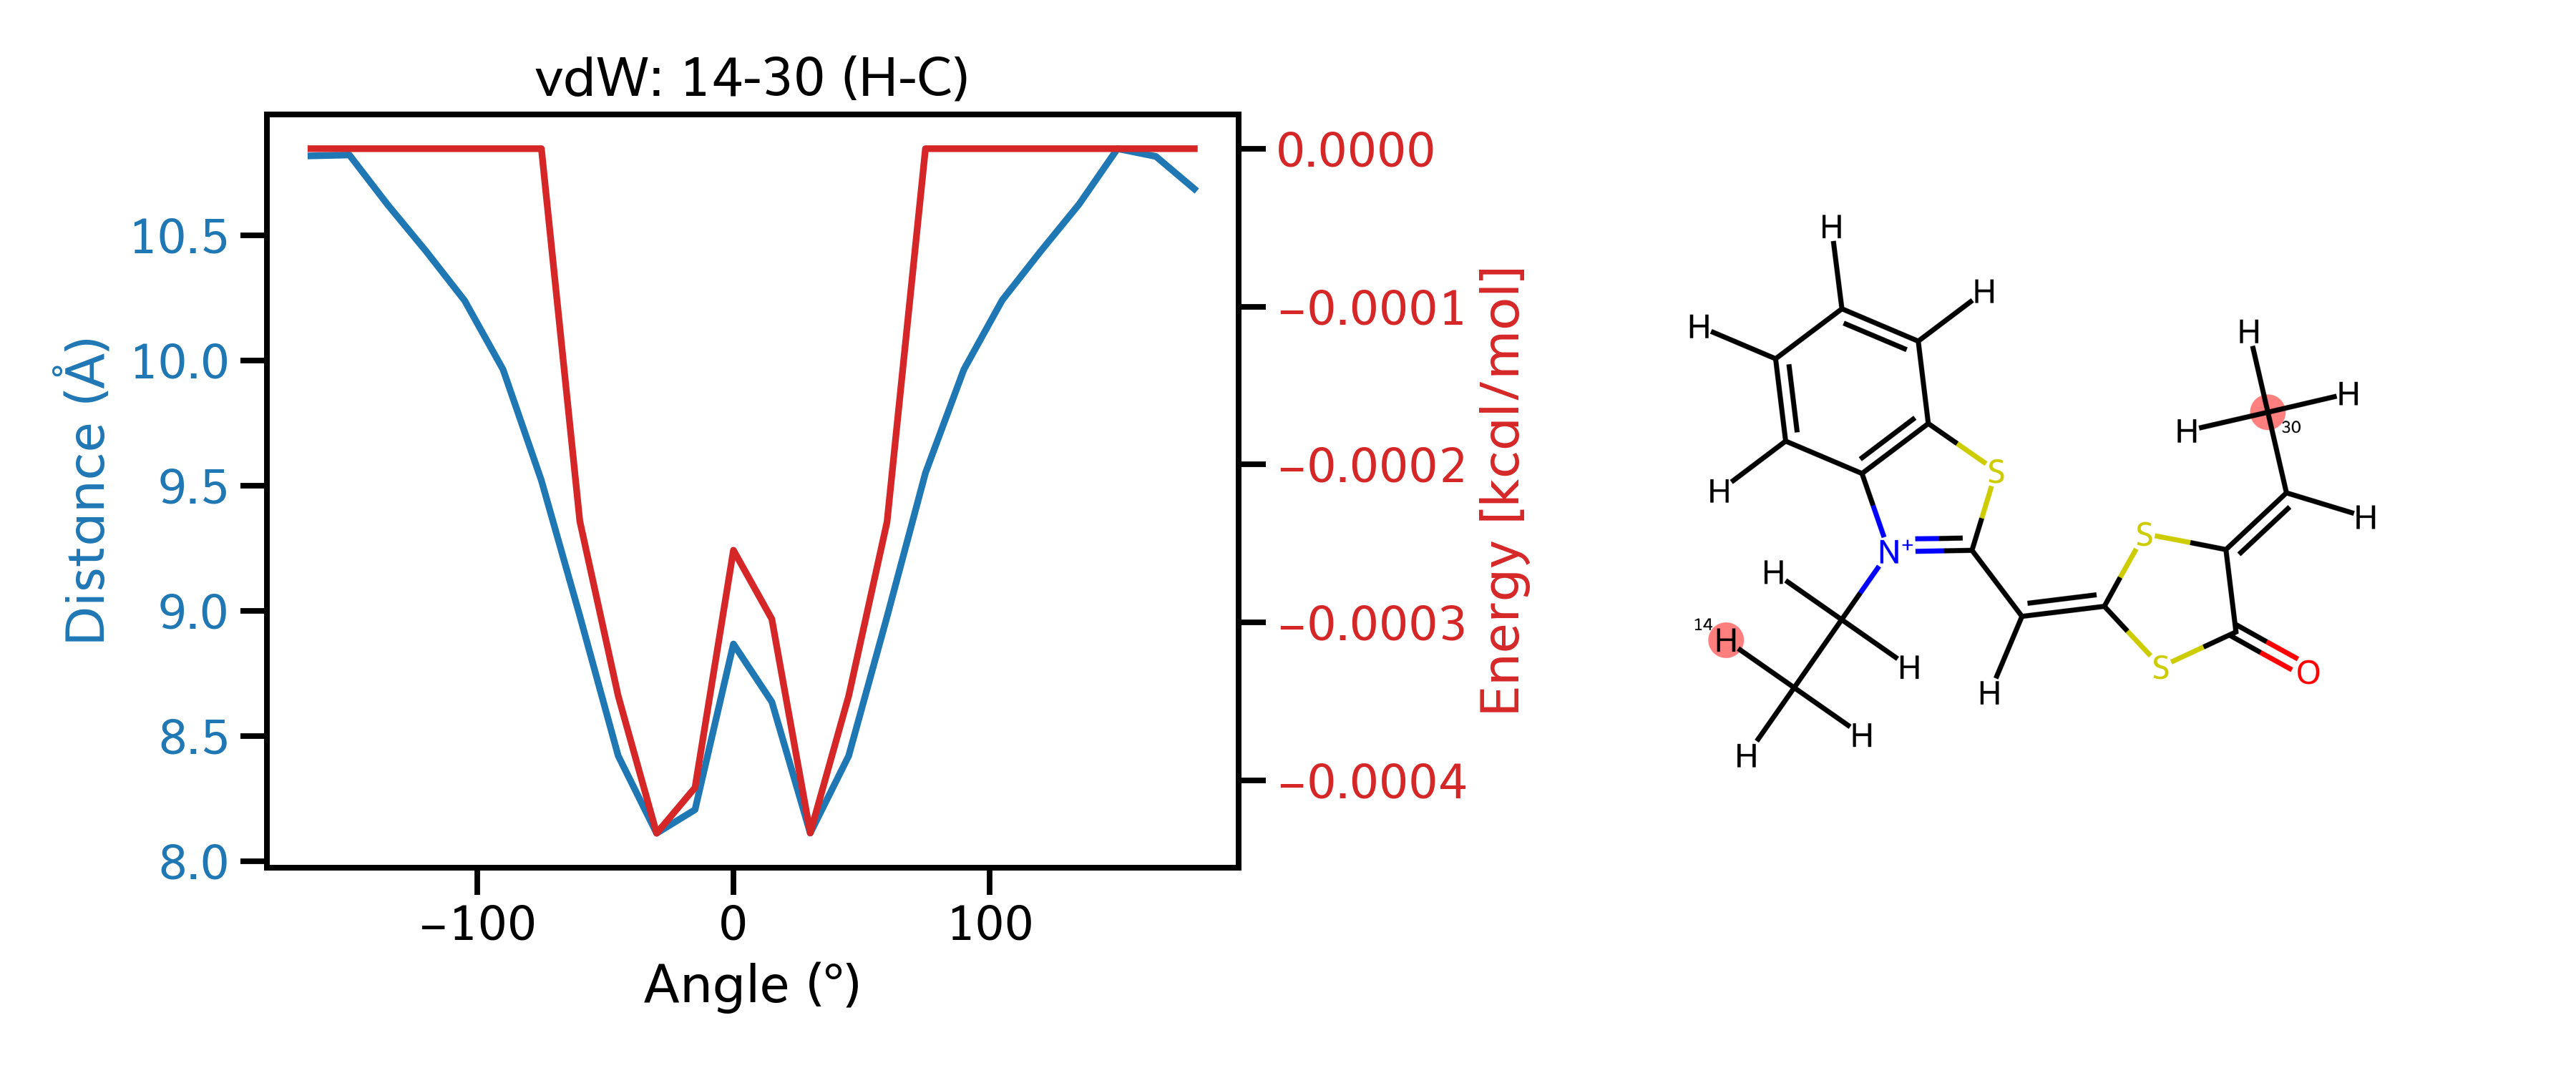 vdW: 14-30 (H-C)
10.5
10.0
9.5
9.0
8.5
8.0
Distance (Å)
0.0000
−0.0001
−0.0002
−0.0003
−0.0004
Energy [kcal/mol]
−100
0
100
Angle (°)
H
H
H
H
H
H
H
30
S
H
H
S
N+
H
14
H
H
S
O
H
H
H